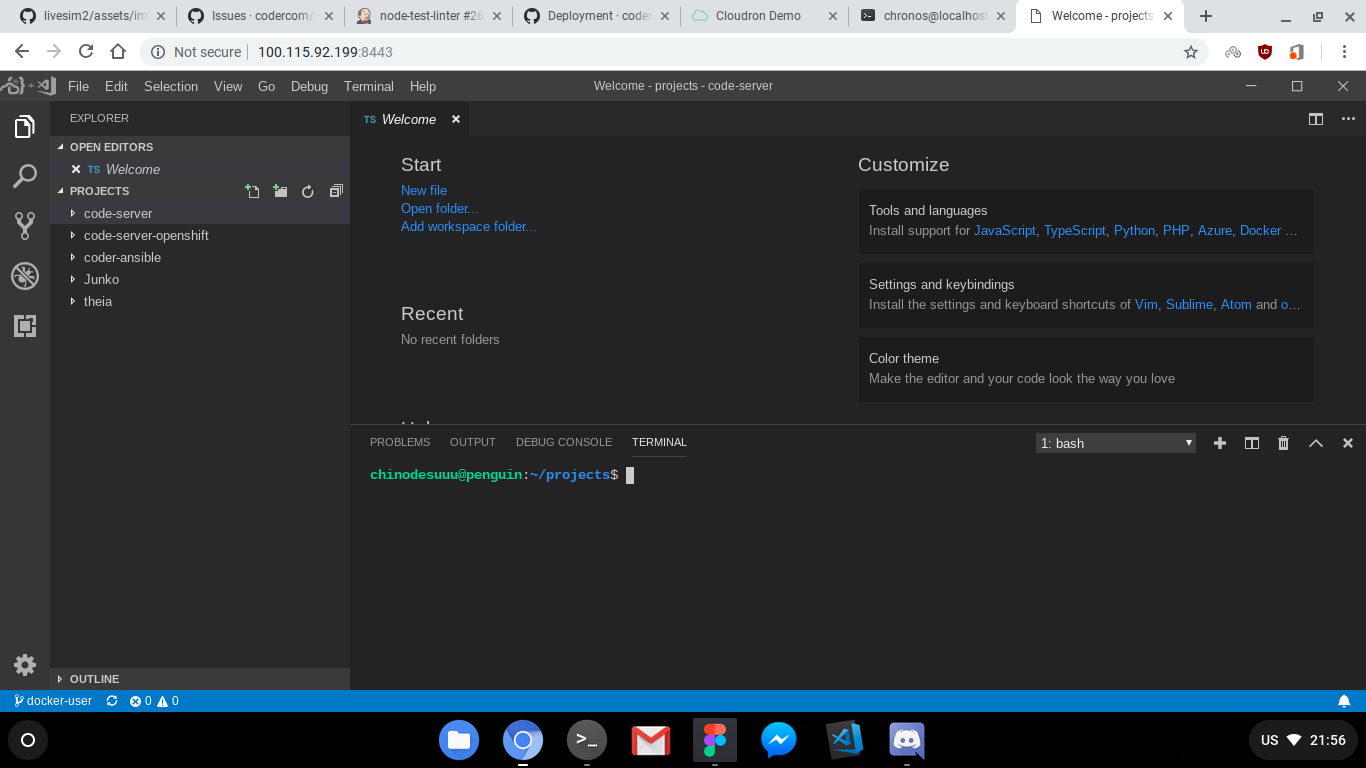 livesim2/assets/im
Issues · codercom/
node-test-linter #26
Deployment · coder
Cloudron Demo
chronos@localhost
Welcome - projects
Not secure 100.115.92.199:8443
File Edit Selection View Go Debug Terminal Help
Welcome - projects - code-server
EXPLORER
OPEN EDITORS
TS Welcome
PROJECTS
code-server
code-server-openshift
coder-ansible
Junko
theia
OUTLINE
TS Welcome
Start
New file
Open folder...
Add workspace folder...
Recent
No recent folders
Customize
Tools and languages
Install support for JavaScript, TypeScript, Python, PHP, Azure, Docker ...
Settings and keybindings
Install the settings and keyboard shortcuts of Vim, Sublime, Atom and o...
Color theme
Make the editor and your code look the way you love
PROBLEMS OUTPUT DEBUG CONSOLE TERMINAL
1: bash
chinodesuuu@penguin:~/projects$
docker-user 0 0
US 21:56